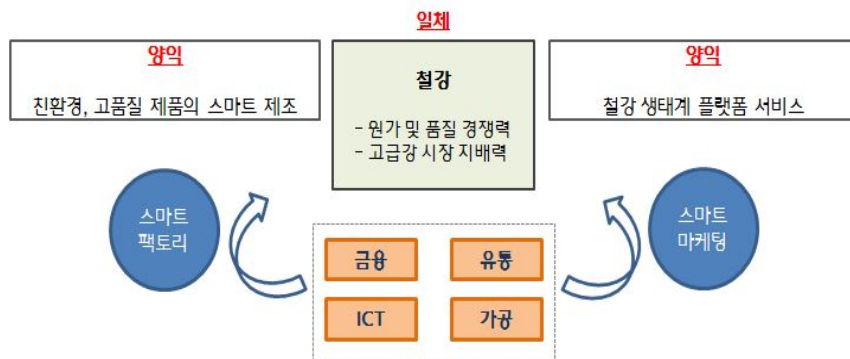 일체
양익
친환경, 고품질 제품의 스마트 제조
철강
- 원가 및 품질 경쟁력
- 고급강 시장 지배력
양익
철강 생태계 플랫폼 서비스
스마트
팩토리
스마트
마케팅
금융
유통
ICT
가공